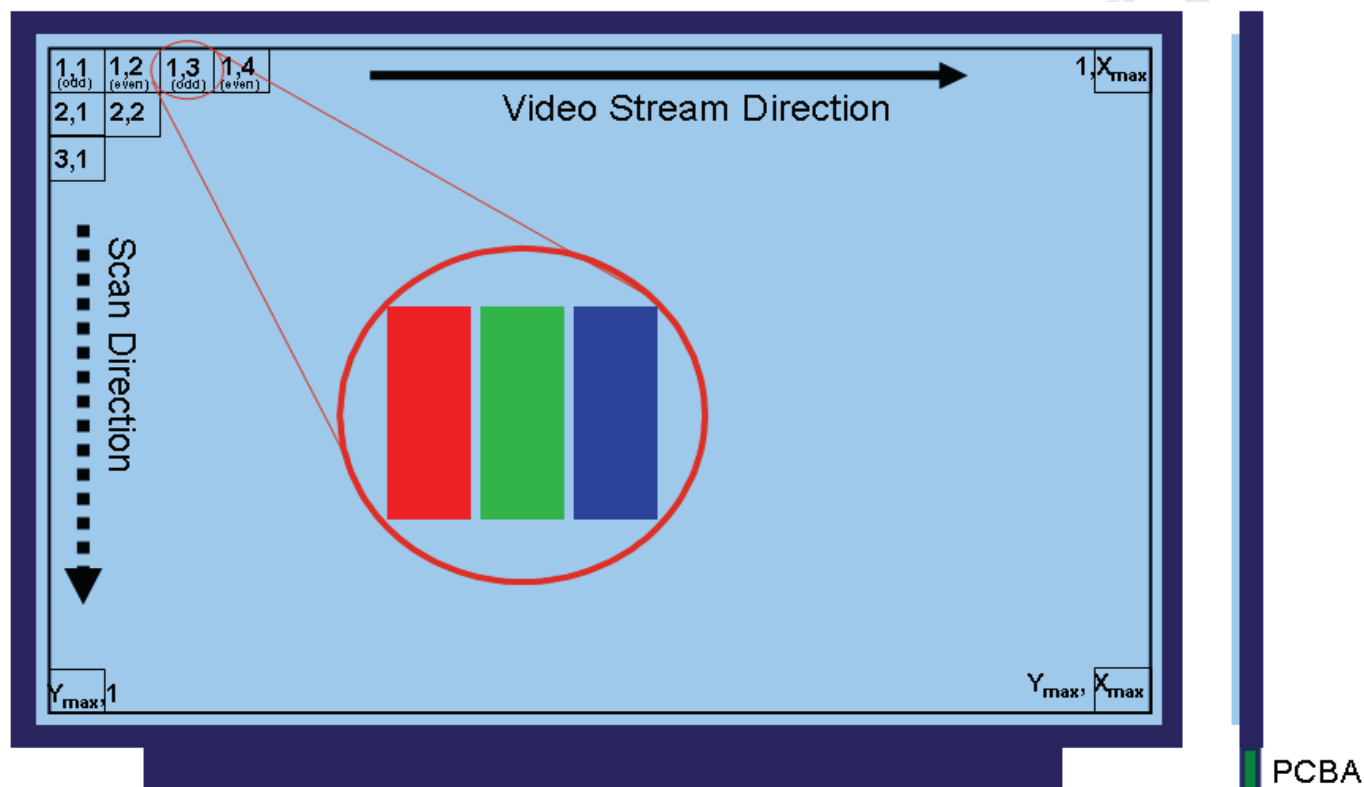 1,1 1,2 1,3 1,4 1,Xmax
(odd) (even) (odd) (even)
Video Stream Direction
2,1 2,2
3,1
Scan Direction
Ymax,1 Ymax, Xmax
PCBA